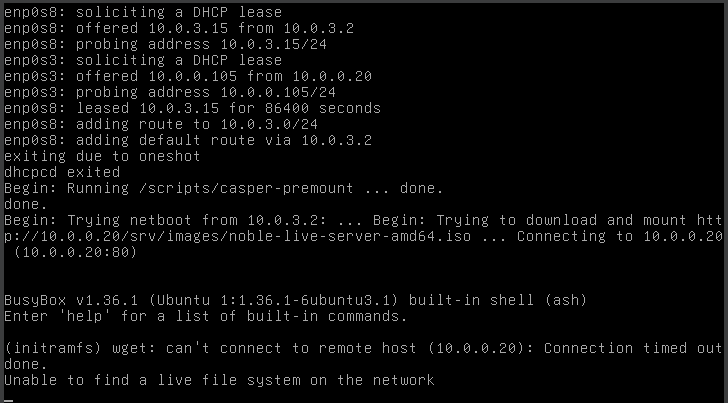 enp0s8: soliciting a DHCP lease
enp0s8: offered 10.0.3.15 from 10.0.3.2
enp0s8: probing address 10.0.3.15/24
enp0s3: soliciting a DHCP lease
enp0s3: offered 10.0.0.105 from 10.0.0.20
enp0s3: probing address 10.0.0.105/24
enp0s8: leased 10.0.3.15 for 86400 seconds
enp0s8: adding route to 10.0.3.0/24
enp0s8: adding default route via 10.0.3.2
exiting due to oneshot
dhcpcd exited
Begin: Running /scripts/casper-premount ... done.
done.
Begin: Trying netboot from 10.0.3.2: ... Begin: Trying to download and mount htt
p://10.0.0.20/srv/images/noble-live-server-amd64.iso ... Connecting to 10.0.0.20
 (10.0.0.20:80)
BusyBox v1.36.1 (Ubuntu 1:1.36.1-6ubuntu3.1) built-in shell (ash)
Enter 'help' for a list of built-in commands.
(initramfs) wget: can't connect to remote host (10.0.0.20): Connection timed out
done.
Unable to find a live file system on the network